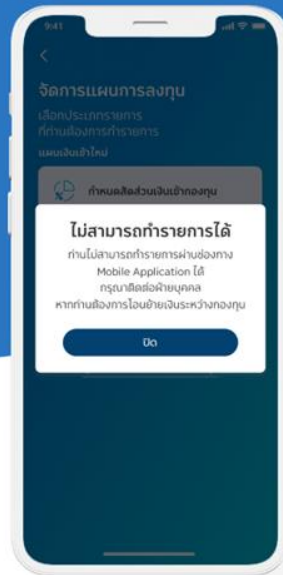 9:41
จัดการแผนการลงทุน
เลือกประเภทรายการ
ที่ท่านต้องการทำรายการ
แผนเงินเข้าใหม่
กำหนดสัดส่วนเงินเข้ากองทุน
ไม่สามารถทำรายการได้
ท่านไม่สามารถทำรายการผ่านช่องทาง
Mobile Application ได้
กรุณาติดต่อฝ่ายบุคคล
หากท่านต้องการโอนย้ายเงินระหว่างกองทุน
ปิด